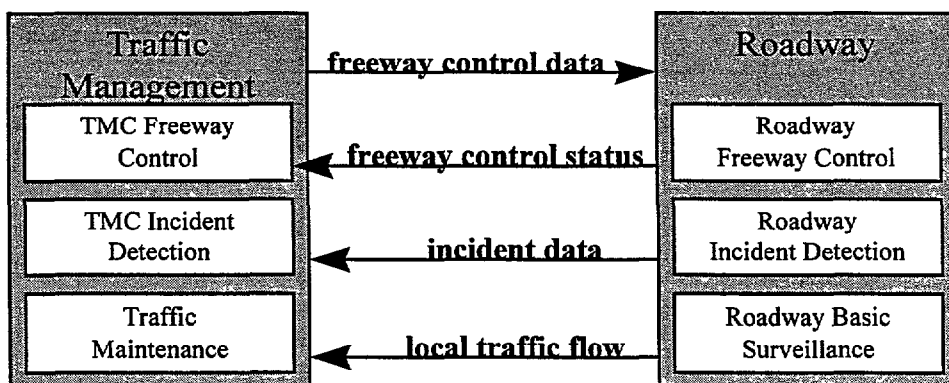 Traffic
Management
TMC Freeway
Control
TMC Incident
Detection
Traffic
Maintenance
freeway control data
freeway control status
incident data
local traffic flow
Roadway
Roadway
Freeway Control
Roadway
Incident Detection
Roadway Basic
Surveillance